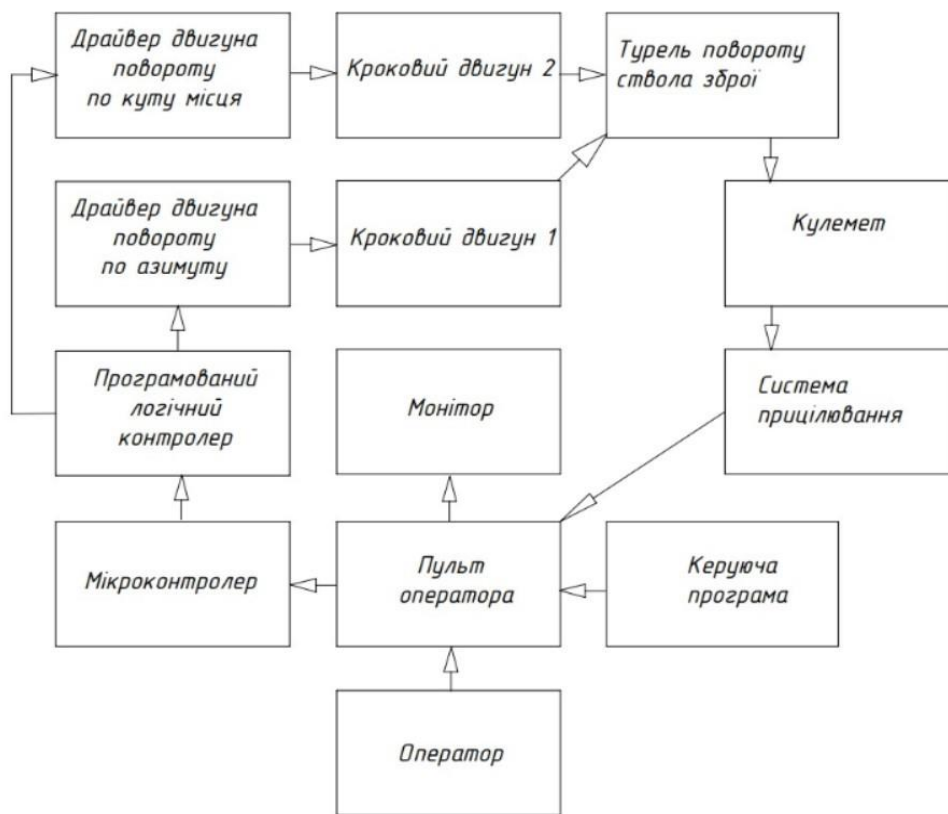 Драйвер двигуна
повороту
по куту місця
Кроковий двигун 2
Турель повороту
ствола зброї
Драйвер двигуна
повороту
по азимуту
Кроковий двигун 1
Кулемет
Програмований
логічний
контролер
Монітор
Система
прицілювання
Мікроконтролер
Пульт
оператора
Керуюча
програма
Оператор